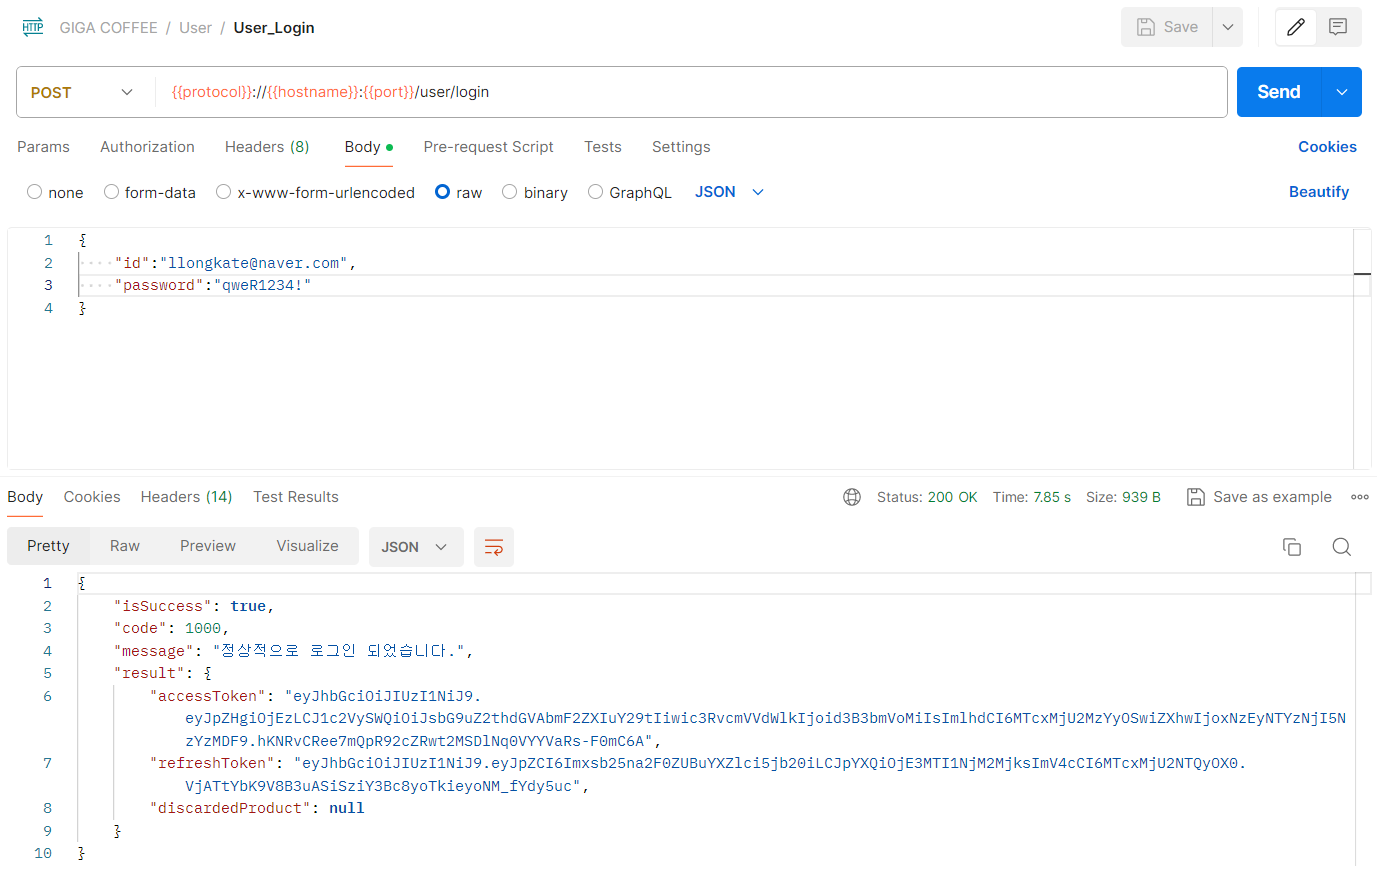 HTTP GIGA COFFEE / User / User_Login Save
POST {{protocol}}://{{hostname}}:{{port}}/user/login Send
Params Authorization Headers (8) Body Pre-request Script Tests Settings Cookies
none form-data x-www-form-urlencoded raw binary GraphQL JSON Beautify
1 {
2 ····"id":"llongkate@naver.com",
3 ····"password":"qweR1234!"
4 }
Body Cookies Headers (14) Test Results Status: 200 OK Time: 7.85 s Size: 939 B Save as example
Pretty Raw Preview Visualize JSON
1 {
2 "isSuccess": true,
3 "code": 1000,
4 "message": "정상적으로 로그인 되었습니다.",
5 "result": {
6 "accessToken": "eyJhbGciOiJIUzI1NiJ9.
eyJpZHgiOjEzLCJ1c2VySWQiOiJsbG9uZ2thdGVAbmF2ZXIuY29tIiwic3RvcmVVdWlkIjoid3B3bmVoMiIsImlhdCI6MTcxMjU2MzYyOSwiZXhwIjoxNzEyNTYzNjI5N
zYzMDF9.hKNRvCRee7mQpR92cZRwt2MSDlNq0VYYVaRs-F0mC6A",
7 "refreshToken": "eyJhbGciOiJIUzI1NiJ9.eyJpZCI6Imxsb25na2F0ZUBuYXZlci5jb20iLCJpYXQiOjE3MTI1NjM2MjksImV4cCI6MTcxMjU2NTQyOX0.
VjATtYbK9V8B3uASiSziY3Bc8yoTkieyoNM_fYdy5uc",
8 "discardedProduct": null
9 }
10 }